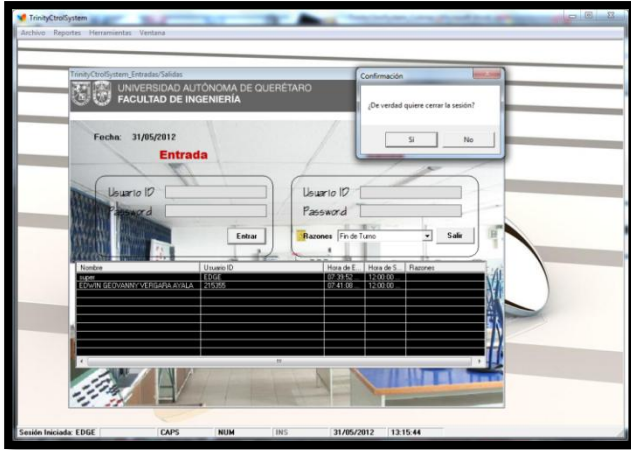 TrinityCtrolSystem
Archivo Reportes Herramientas Ventana
TrinityCtrolSystem_Entradas/Salidas
UNIVERSIDAD AUTÓNOMA DE QUERÉTARO
FACULTAD DE INGENIERÍA
Confirmación
¿De verdad quiere cerrar la sesión?
Sí No
Fecha: 31/05/2012
Entrada
Usuario ID
Password
Entrar
Usuario ID
Password
Razones Fin de Turno Salir
Nombre Usuario ID Hora de E... Hora de S... Razones
super EDGE 07:39:52 ... 12:00:00 ...
EDWIN GEOVANNY VERGARA AYALA 215355 07:41:08 ... 12:00:00 ...
Sesión Iniciada: EDGE CAPS NUM INS 31/05/2012 13:15:44